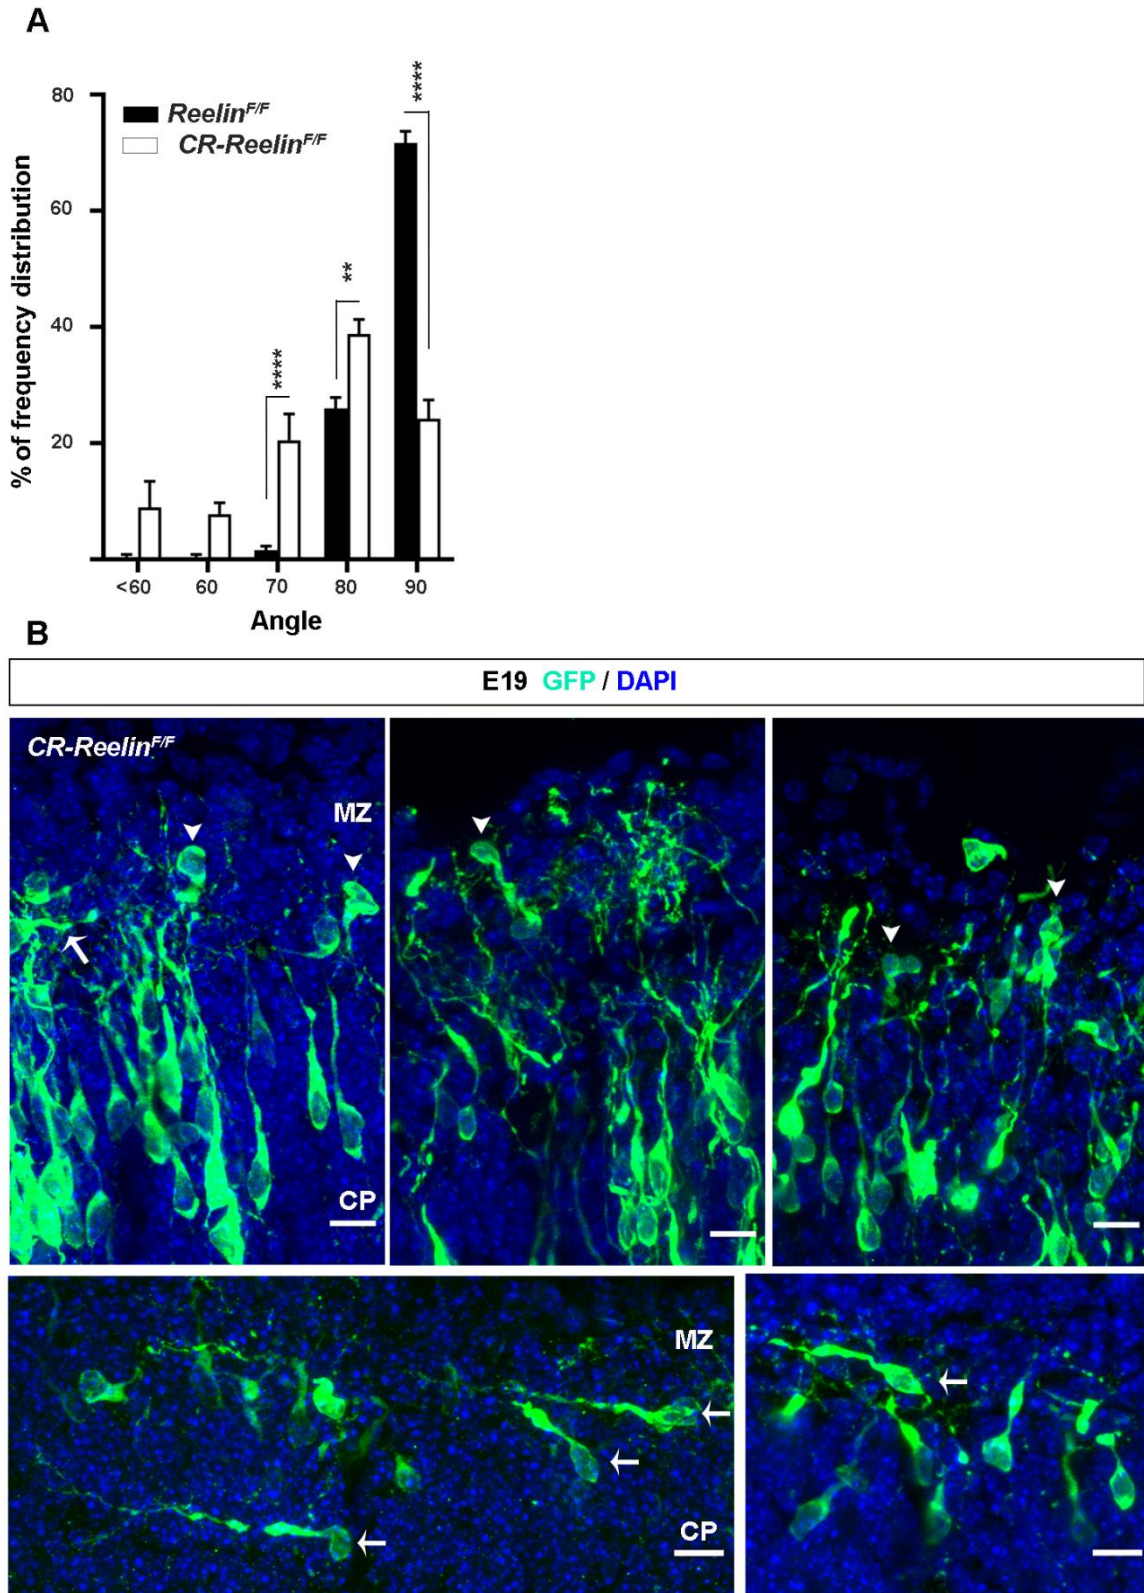 A
80
60
40
20
% of frequency distribution
Reelin^F/F
CR-Reelin^F/F
****
**
****
<60 60 70 80 90
Angle
B
E19 GFP / DAPI
CR-Reelin^F/F
MZ
CP
MZ
CP